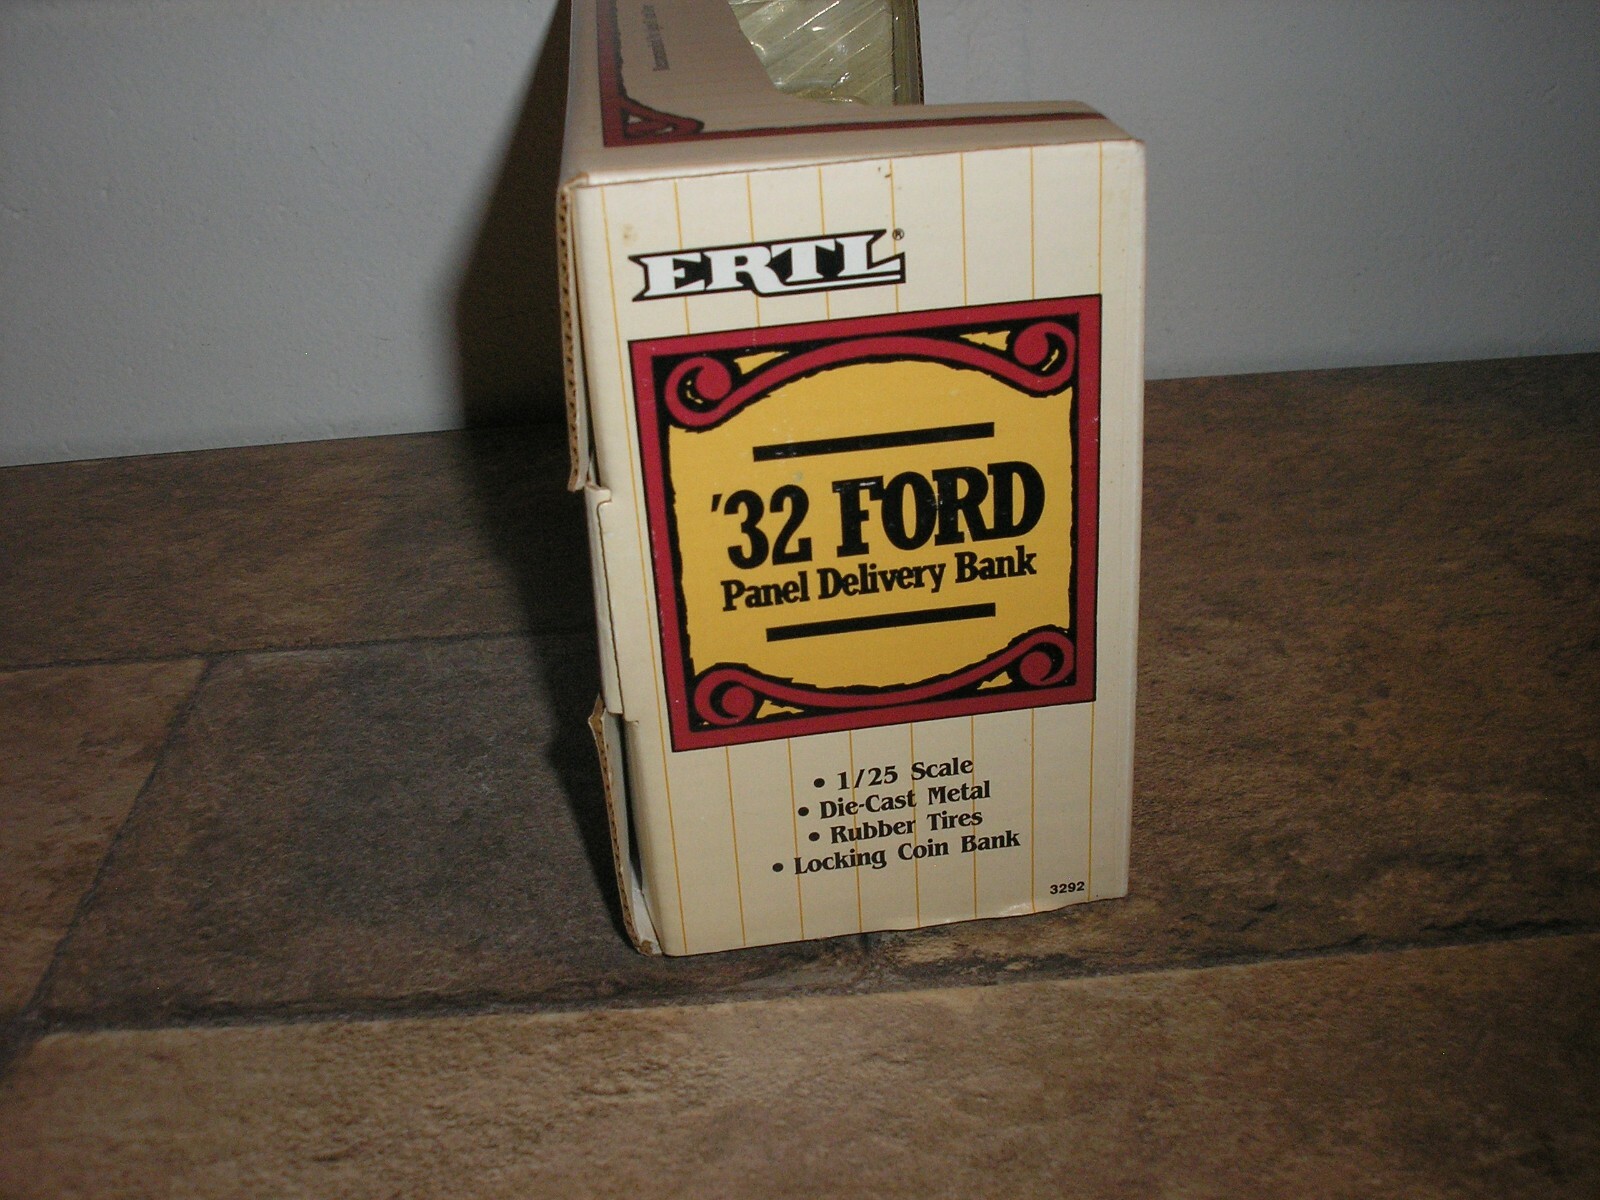 ERTL®
'32 FORD
Panel Delivery Bank
• 1/25 Scale
• Die-Cast Metal
• Rubber Tires
• Locking Coin Bank
3292